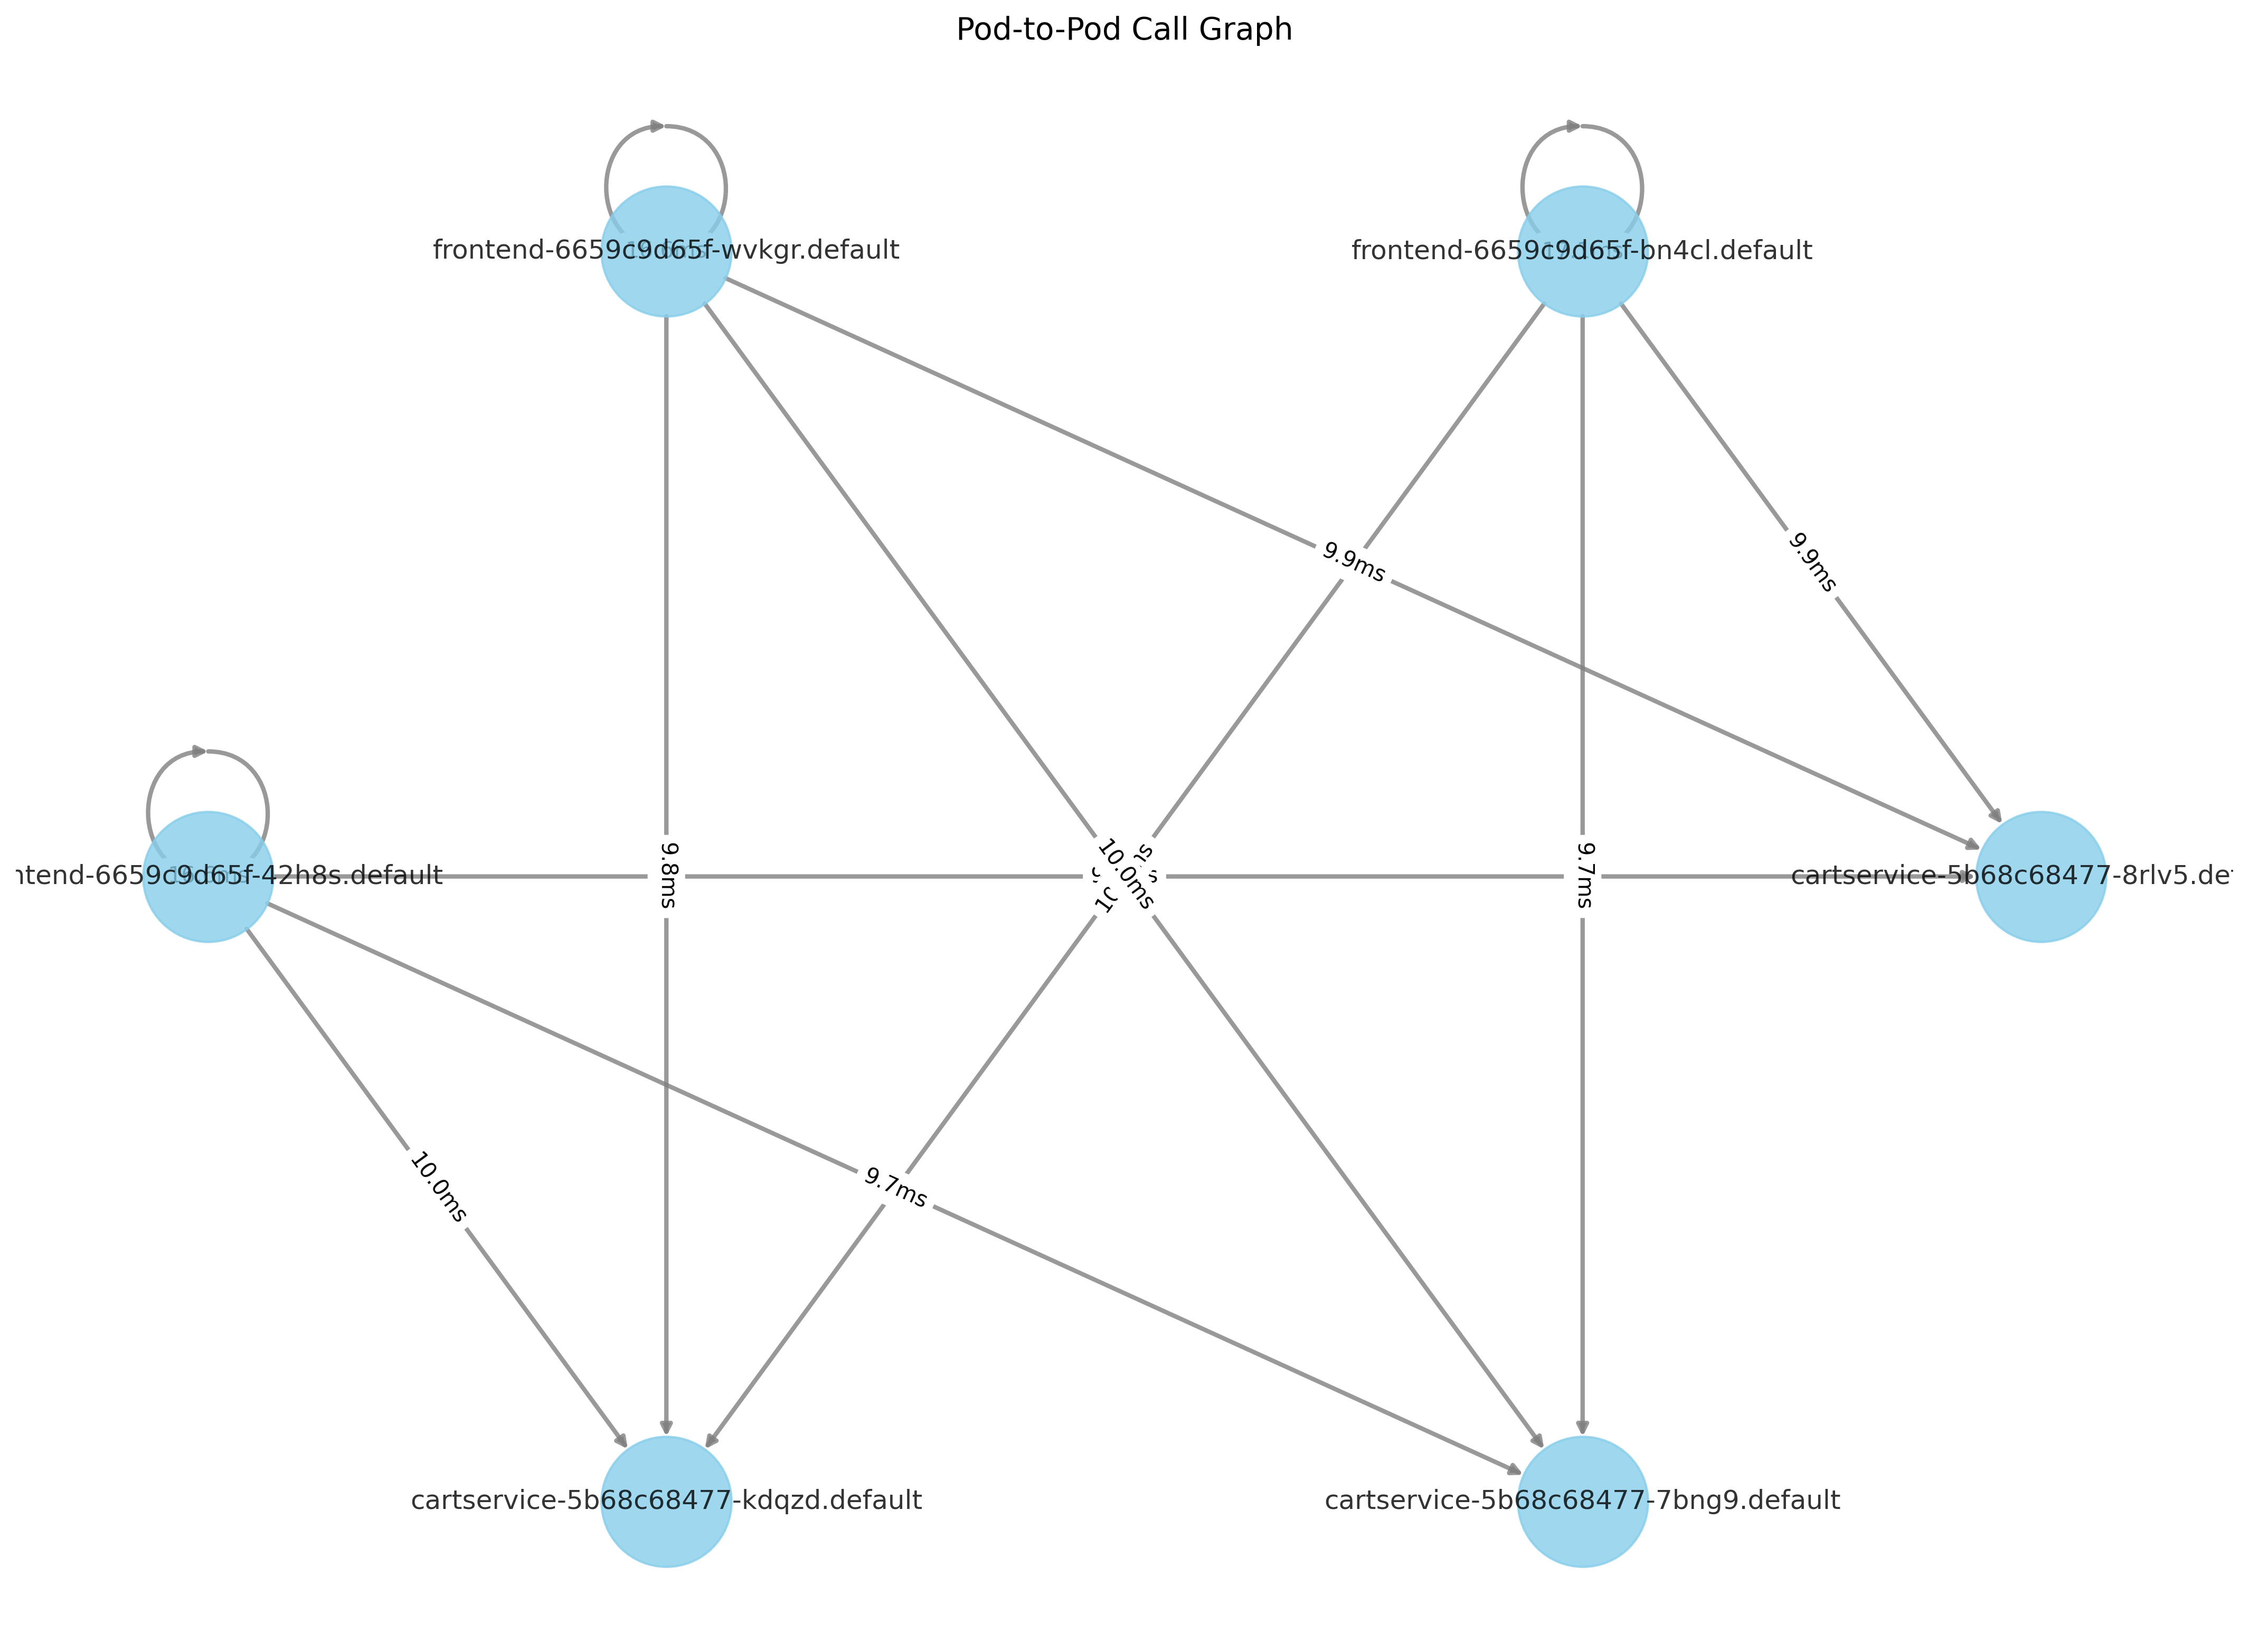 Pod-to-Pod Call Graph
frontend-6659c9d65f-wvkgr.default
frontend-6659c9d65f-bn4cl.default
9.9ms
9.9ms
ntend-6659c9d65f-42h8s.default
9.8ms
10.0ms
9.7ms
cartservice-5b68c68477-8rlv5.de
10.0ms
9.7ms
cartservice-5b68c68477-kdqzd.default
cartservice-5b68c68477-7bng9.default